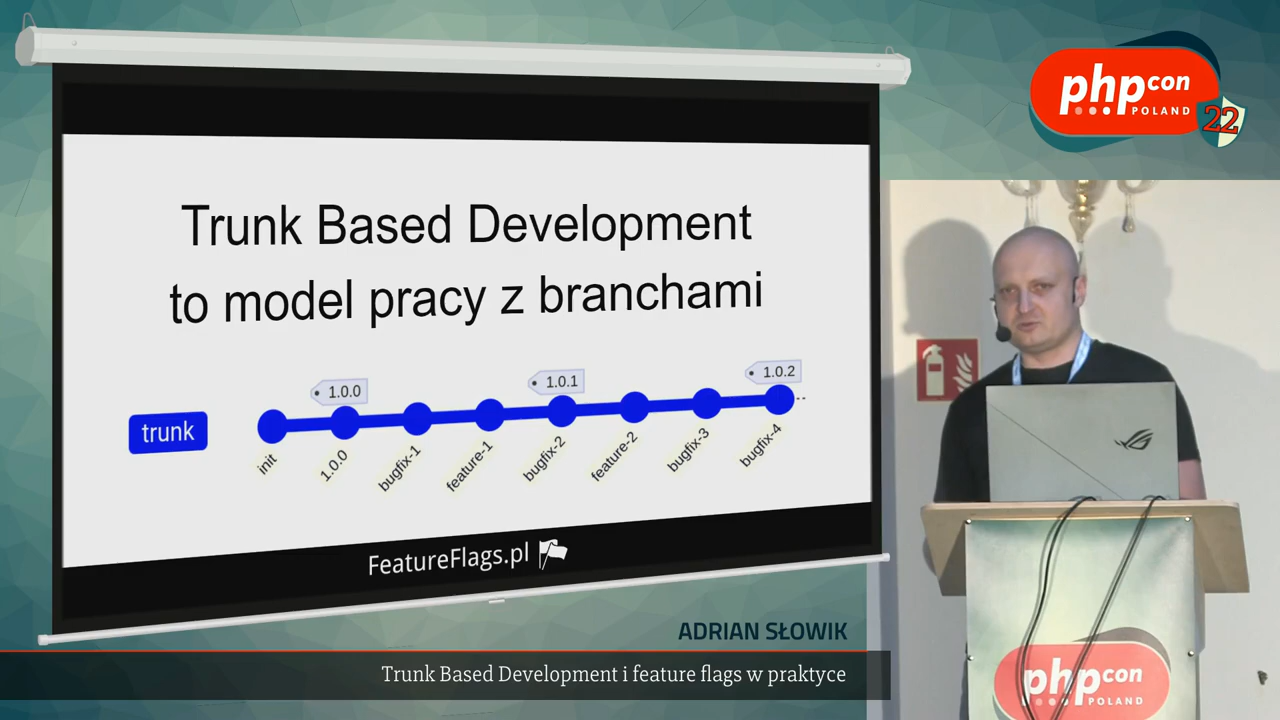 php con
POLAND
22
Trunk Based Development
to model pracy z branchami
1.0.0
1.0.1
1.0.2
trunk
init
1.0.0
bugfix-1
feature-1
bugfix-2
feature-2
bugfix-3
bugfix-4
FeatureFlags.pl
ADRIAN SŁOWIK
Trunk Based Development i feature flags w praktyce
php con
POLAND